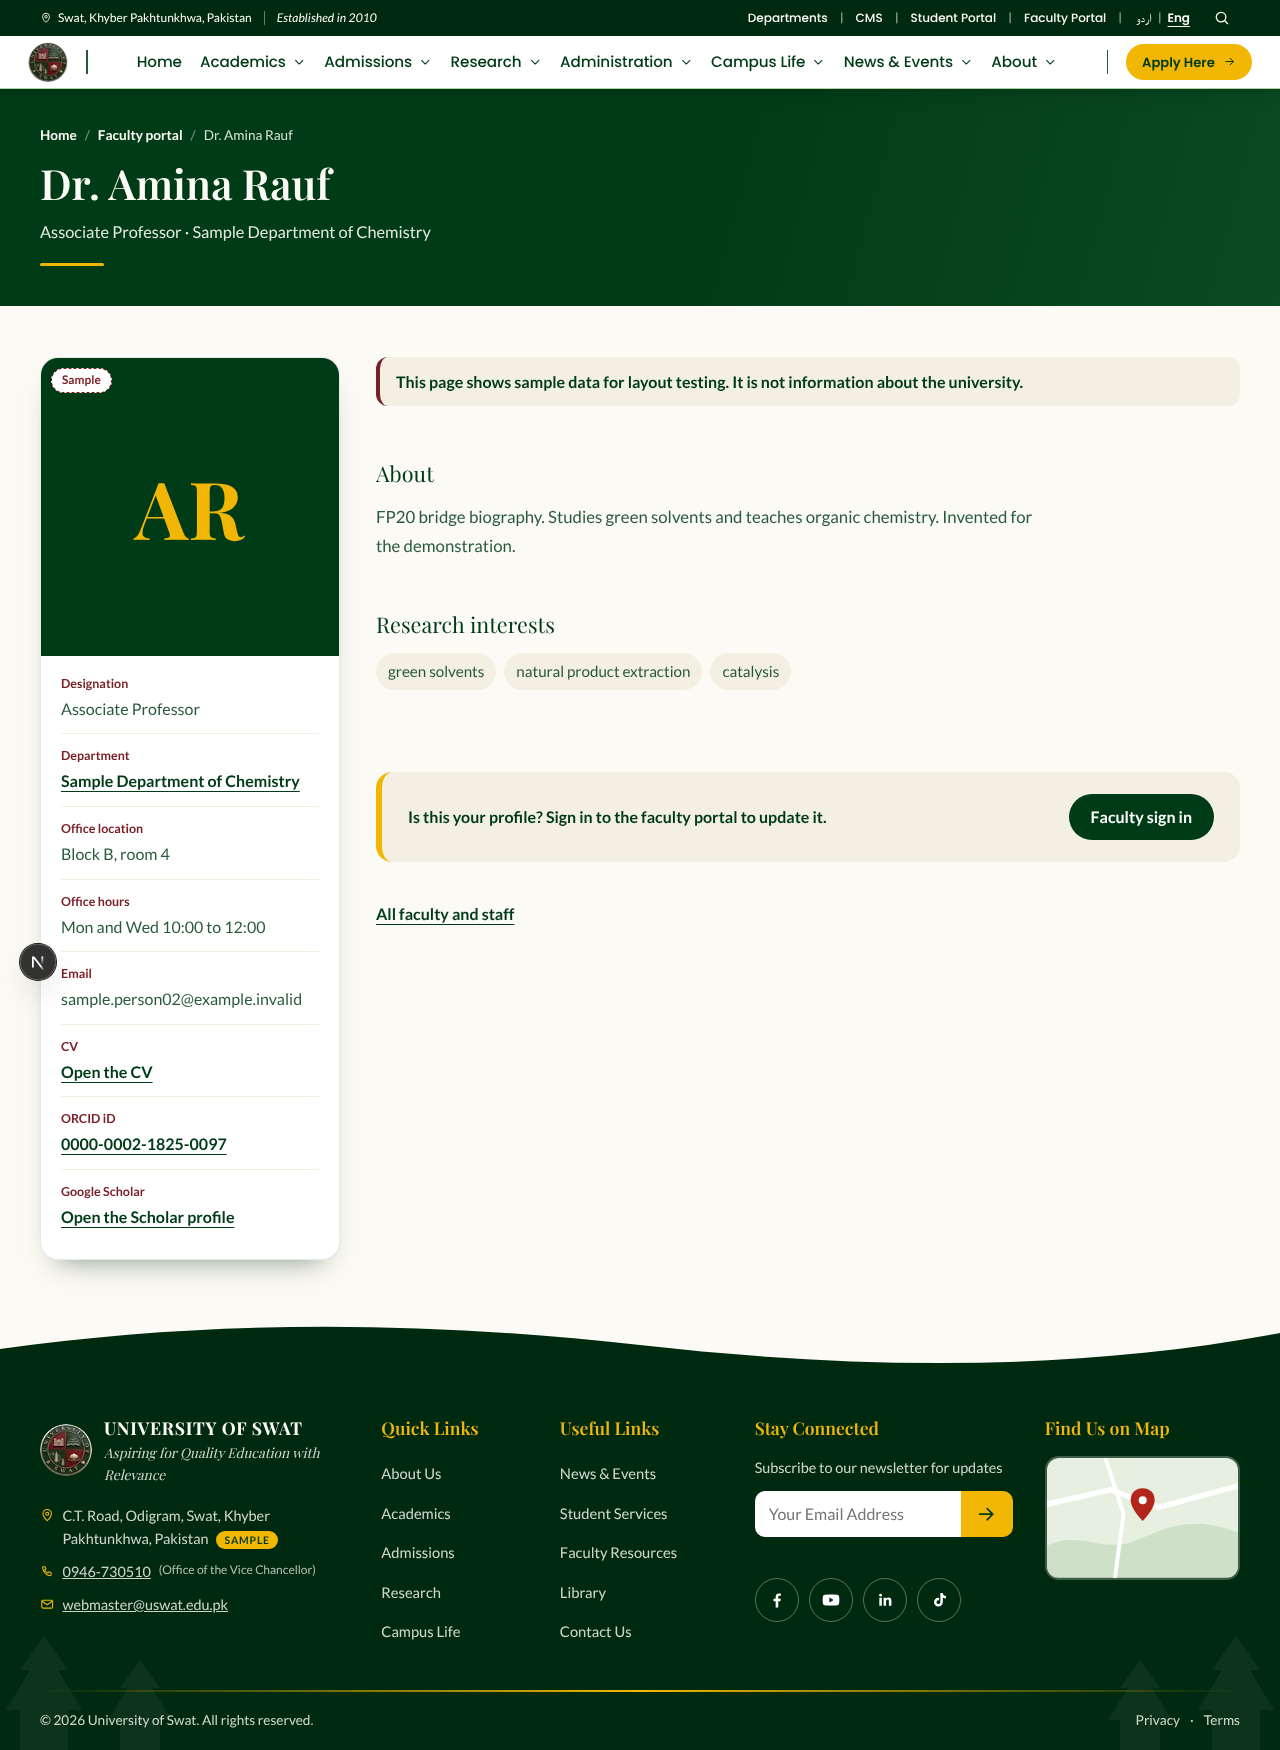 Swat, Khyber Pakhtunkhwa, Pakistan | Established in 2010
Departments | CMS | Student Portal | Faculty Portal | اردو | Eng
Home Academics Admissions Research Administration Campus Life News & Events About Apply Here
Home / Faculty portal / Dr. Amina Rauf
Dr. Amina Rauf
Associate Professor · Sample Department of Chemistry
Sample
AR
Designation
Associate Professor
Department
Sample Department of Chemistry
Office location
Block B, room 4
Office hours
Mon and Wed 10:00 to 12:00
N
Email
sample.person02@example.invalid
CV
Open the CV
ORCID iD
0000-0002-1825-0097
Google Scholar
Open the Scholar profile
This page shows sample data for layout testing. It is not information about the university.
About
FP20 bridge biography. Studies green solvents and teaches organic chemistry. Invented for
the demonstration.
Research interests
green solvents
natural product extraction
catalysis
Is this your profile? Sign in to the faculty portal to update it.
Faculty sign in
All faculty and staff
UNIVERSITY OF SWAT
Aspiring for Quality Education with
Relevance
C.T. Road, Odigram, Swat, Khyber
Pakhtunkhwa, Pakistan SAMPLE
0946-730510 (Office of the Vice Chancellor)
webmaster@uswat.edu.pk
Quick Links
About Us
Academics
Admissions
Research
Campus Life
Useful Links
News & Events
Student Services
Faculty Resources
Library
Contact Us
Stay Connected
Subscribe to our newsletter for updates
Your Email Address
Find Us on Map
© 2026 University of Swat. All rights reserved.
Privacy · Terms